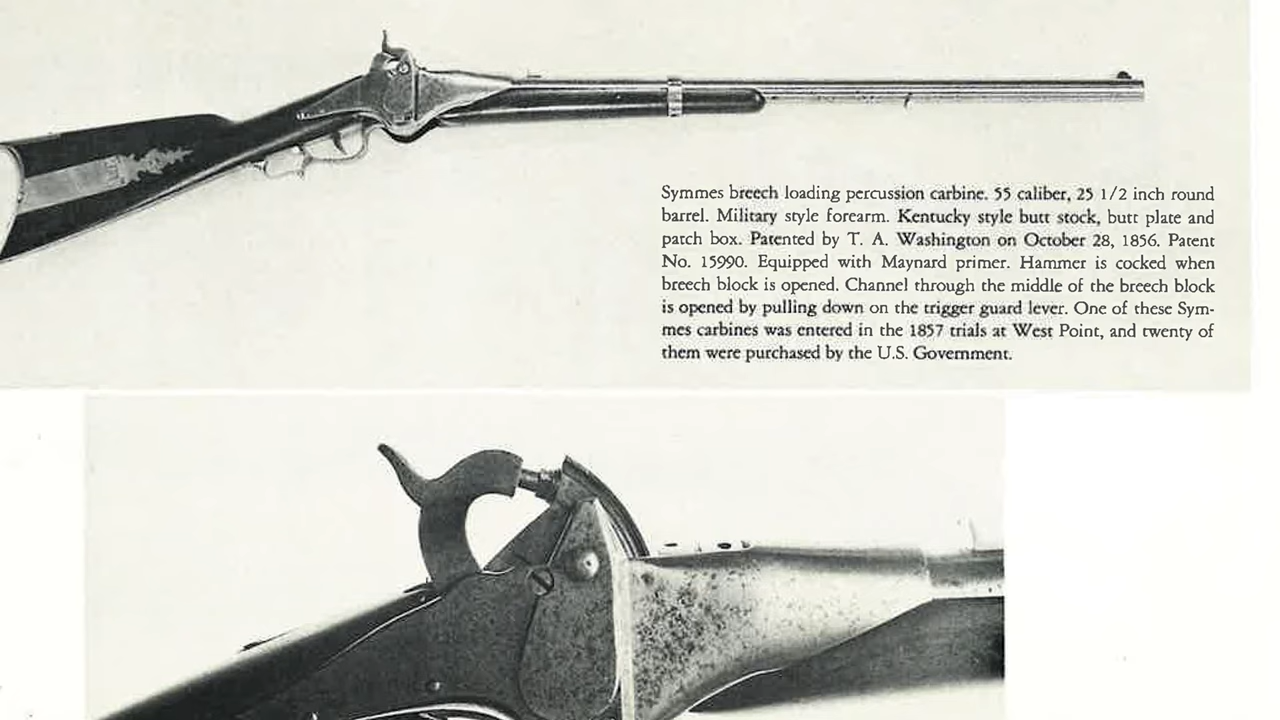 Symmes breech loading percussion carbine. 55 caliber, 25 1/2 inch round
barrel. Military style forearm. Kentucky style butt stock, butt plate and
patch box. Patented by T. A. Washington on October 28, 1856. Patent
No. 15990. Equipped with Maynard primer. Hammer is cocked when
breech block is opened. Channel through the middle of the breech block
is opened by pulling down on the trigger guard lever. One of these Sym-
mes carbines was entered in the 1857 trials at West Point, and twenty of
them were purchased by the U.S. Government.